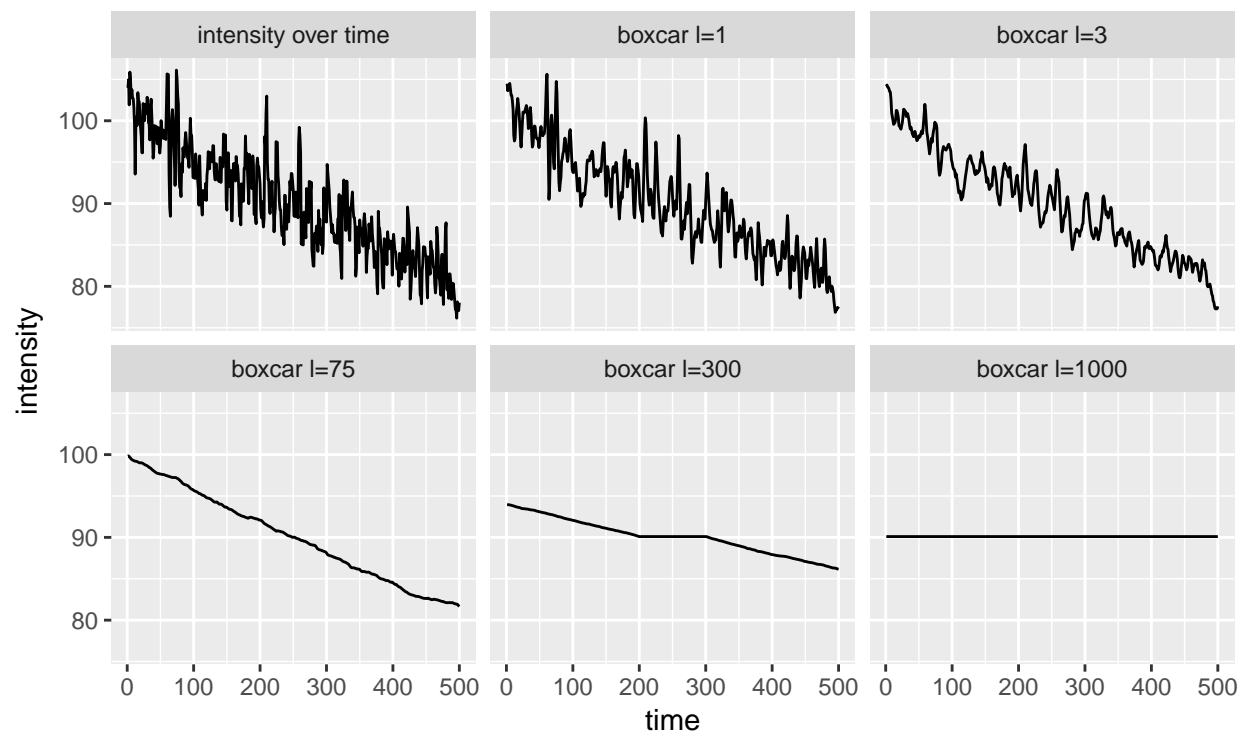 intensity over time
boxcar l=1
boxcar l=3
100
90
80
boxcar l=75
boxcar l=300
boxcar l=1000
100
90
80
0 100 200 300 400 500
0 100 200 300 400 500
0 100 200 300 400 500
time
intensity